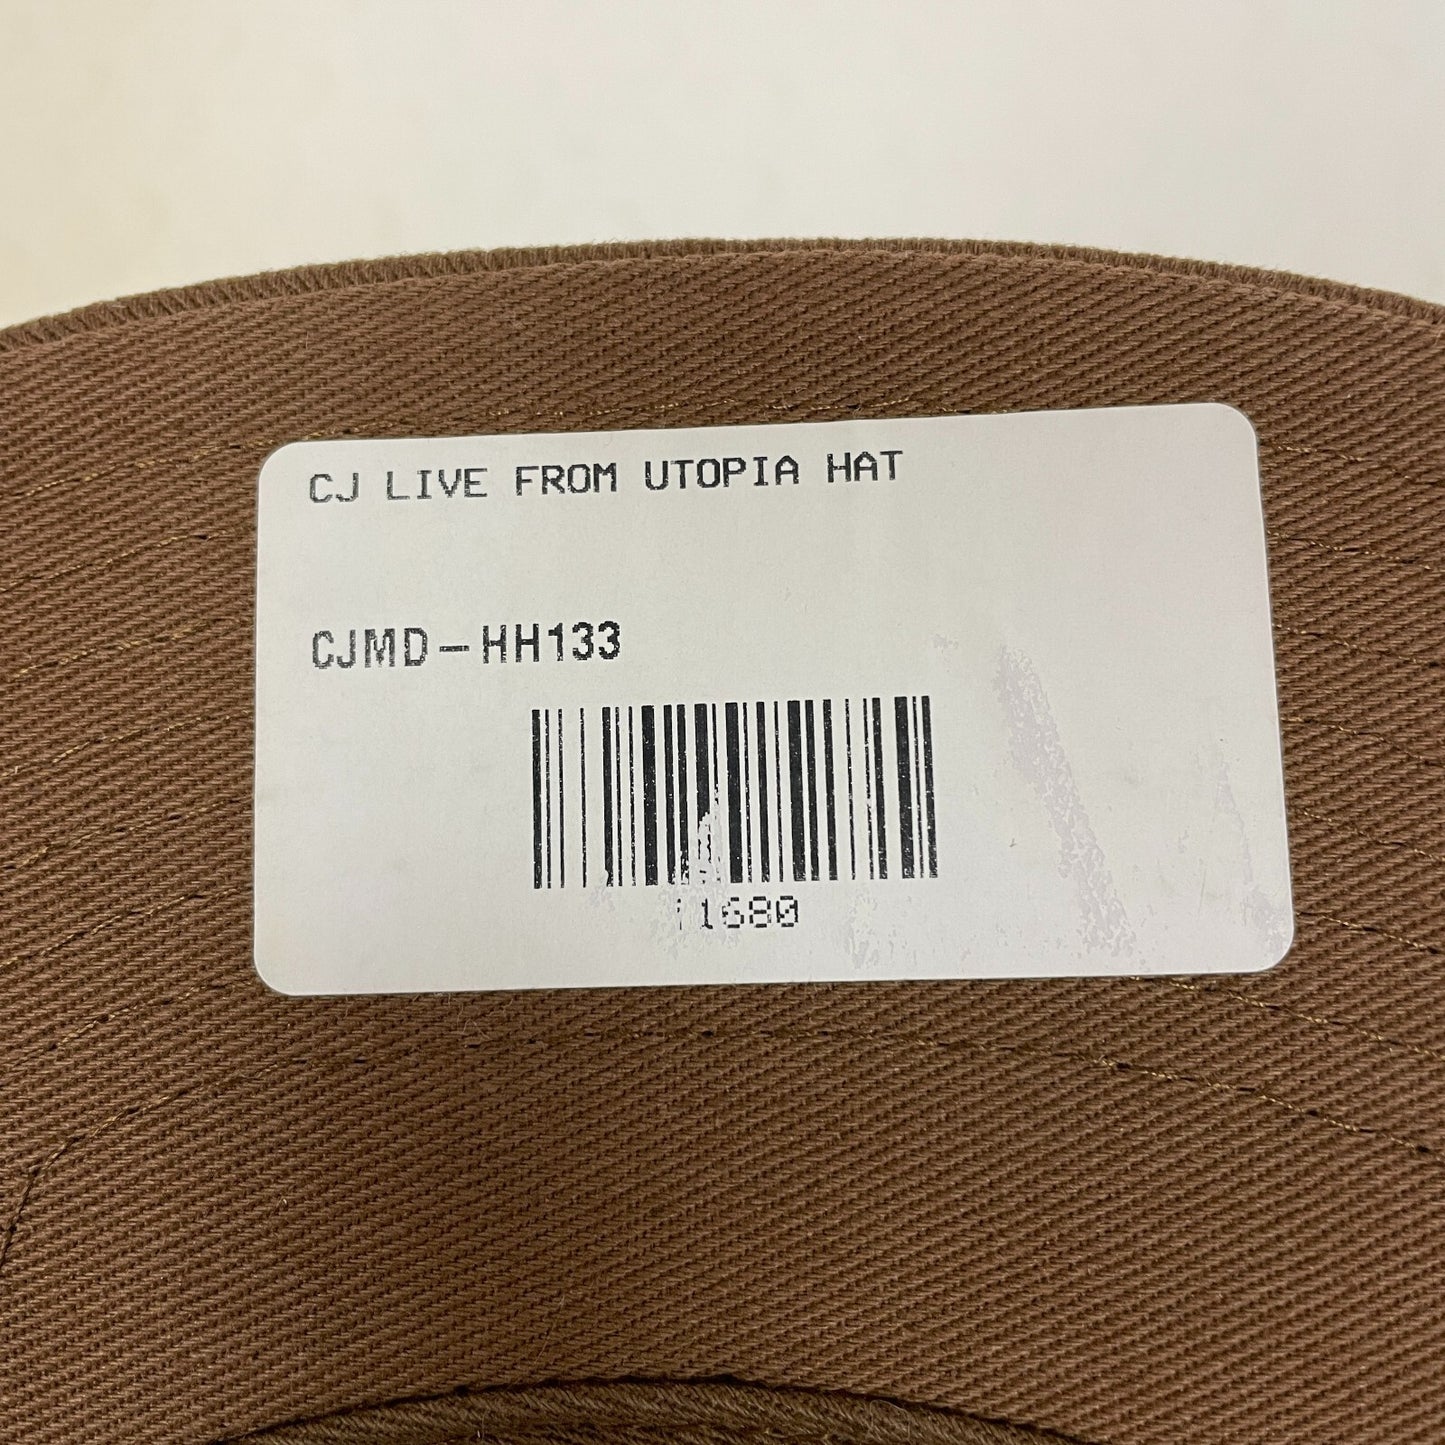 CJ LIVE FROM UTOPIA HAT
CJMD-HH133